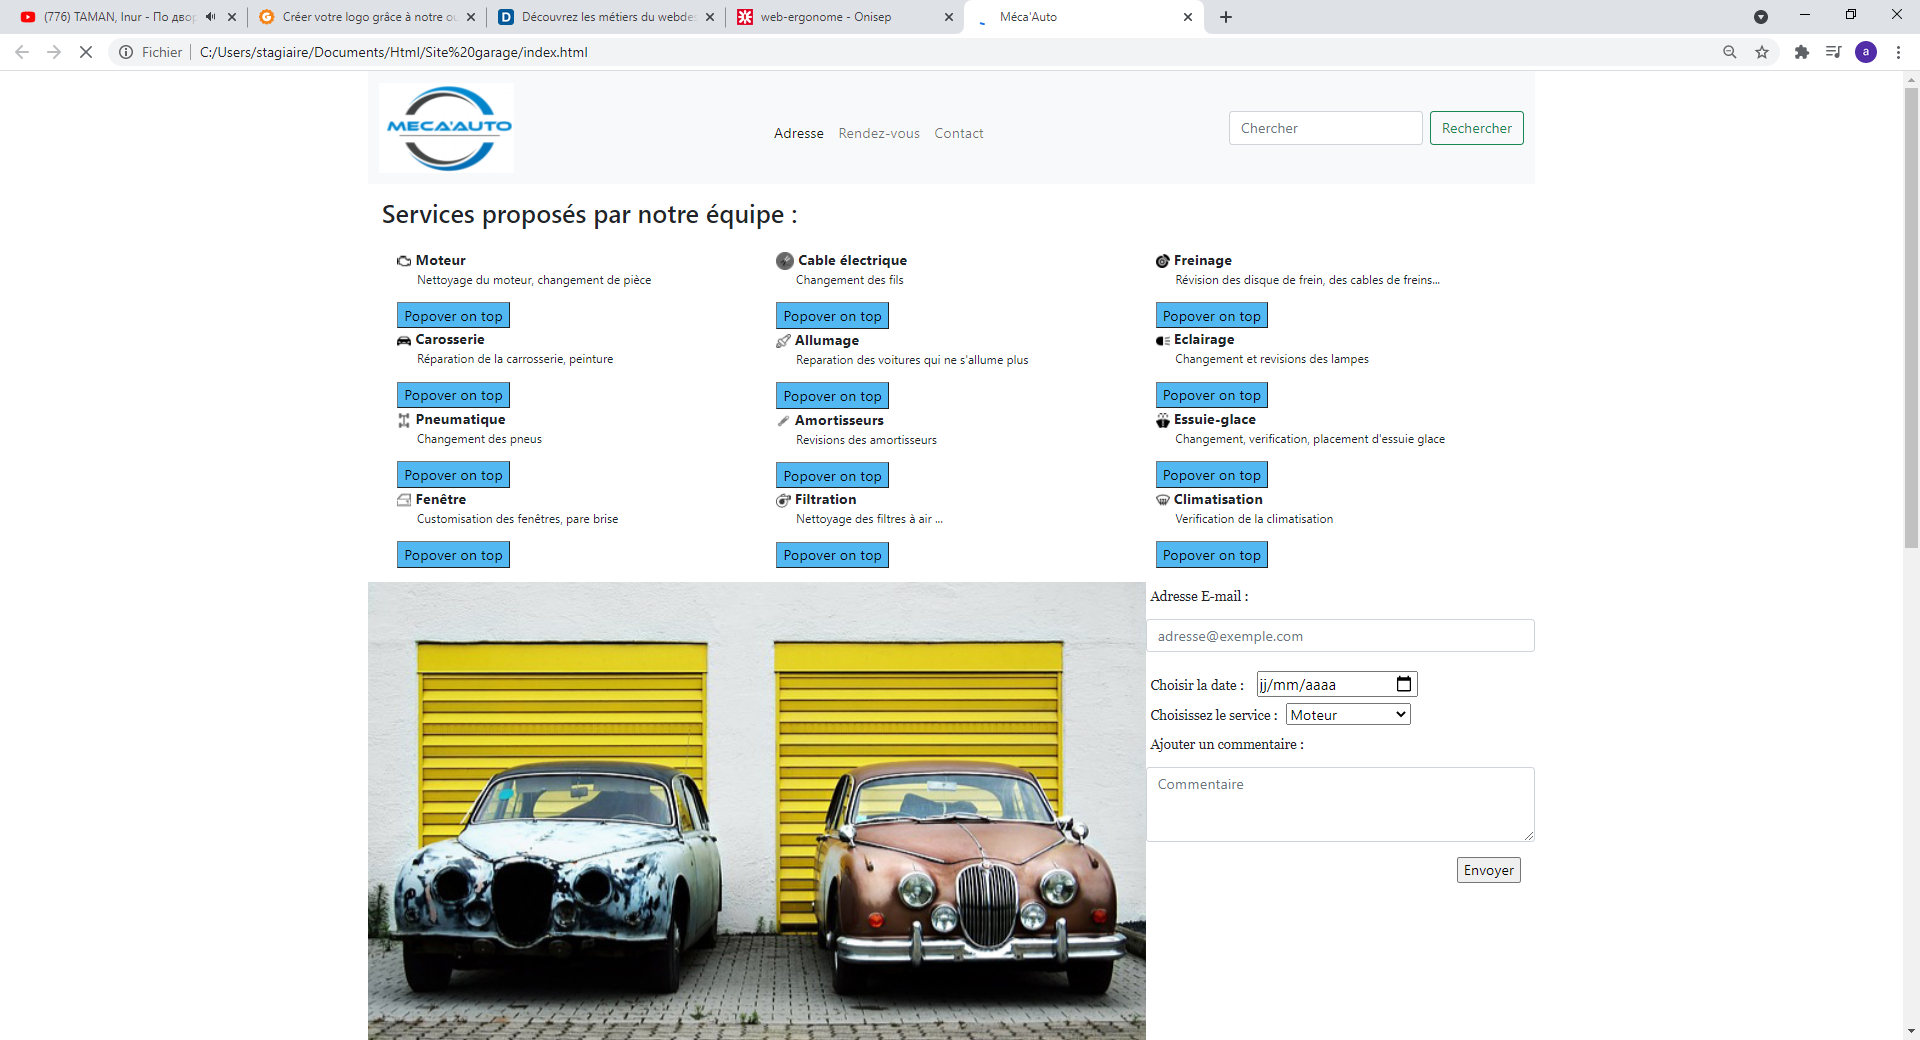 (776) TAMAN, Inur - По двор
Créer votre logo grâce à notre ou
Découvrez les métiers du webdes
web-ergonome - Onisep
Méca'Auto
Fichier C:/Users/stagiaire/Documents/Html/Site%20garage/index.html
a
MECA'AUTO
Adresse Rendez-vous Contact
Chercher
Rechercher
Services proposés par notre équipe :
Moteur
Nettoyage du moteur, changement de pièce
Popover on top
Cable électrique
Changement des fils
Popover on top
Freinage
Révision des disque de frein, des cables de freins...
Popover on top
Carosserie
Réparation de la carrosserie, peinture
Popover on top
Allumage
Reparation des voitures qui ne s'allume plus
Popover on top
Eclairage
Changement et revisions des lampes
Popover on top
Pneumatique
Changement des pneus
Popover on top
Amortisseurs
Revisions des amortisseurs
Popover on top
Essuie-glace
Changement, verification, placement d'essuie glace
Popover on top
Fenêtre
Customisation des fenêtres, pare brise
Popover on top
Filtration
Nettoyage des filtres à air ...
Popover on top
Climatisation
Verification de la climatisation
Popover on top
Adresse E-mail :
adresse@exemple.com
Choisir la date : jj/mm/aaaa
Choisissez le service : Moteur
Ajouter un commentaire :
Commentaire
Envoyer